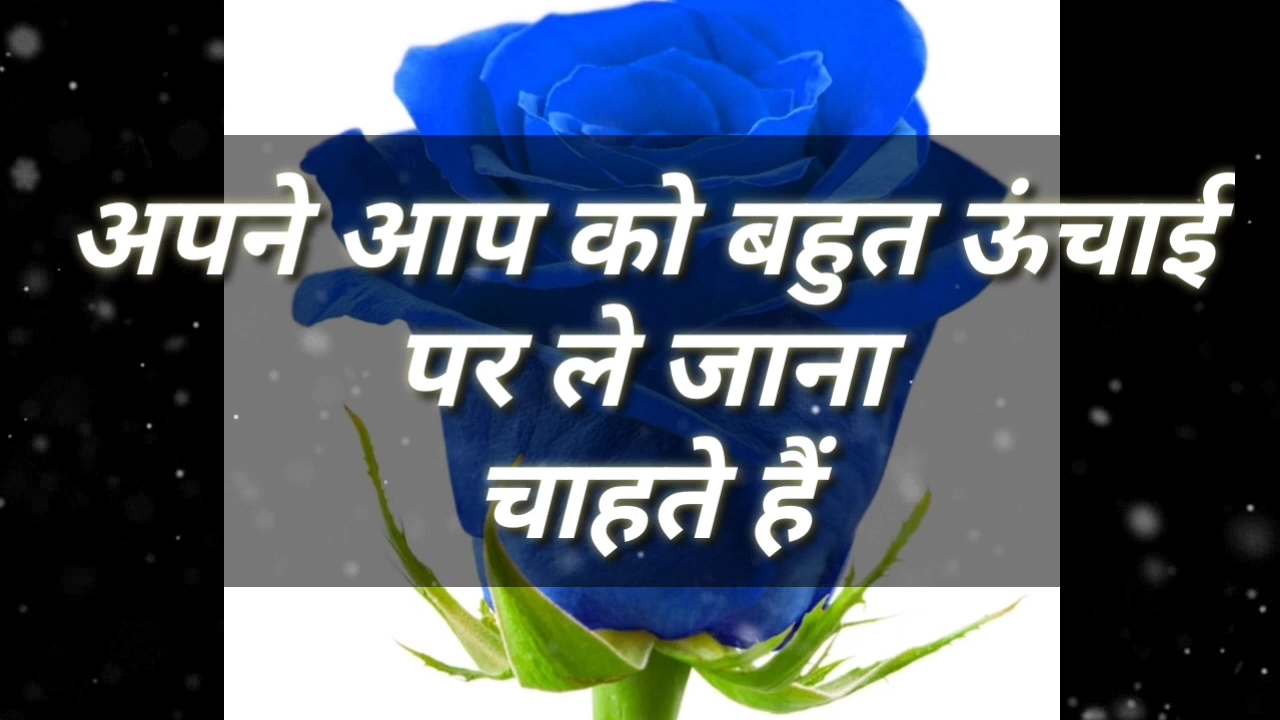 अपने आप को बहुत ऊंचाई
पर ले जाना
चाहते हैं